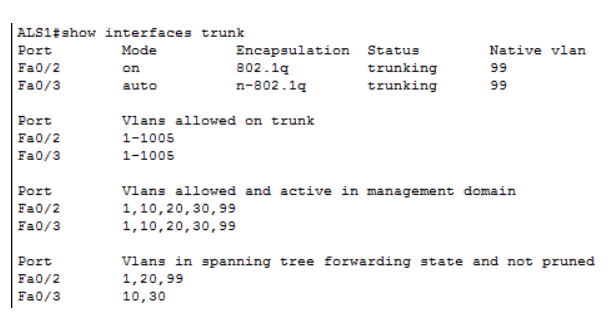 ALS1#show interfaces trunk
Port Mode Encapsulation Status Native vlan
Fa0/2 on 802.1q trunking 99
Fa0/3 auto n-802.1q trunking 99
Port Vlans allowed on trunk
Fa0/2 1-1005
Fa0/3 1-1005
Port Vlans allowed and active in management domain
Fa0/2 1,10,20,30,99
Fa0/3 1,10,20,30,99
Port Vlans in spanning tree forwarding state and not pruned
Fa0/2 1,20,99
Fa0/3 10,30